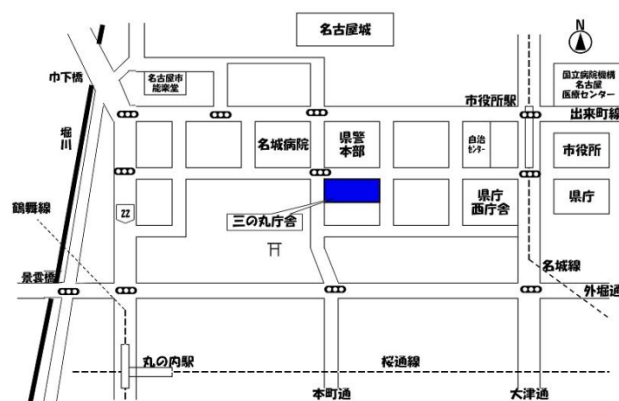 名古屋城
N
巾下橋
名古屋市
能楽堂
国立病院機構
名古屋
医療センター
市役所駅
出来町線
堀川
名城病院
県警
本部
自治
センター
市役所
鶴舞線
22
三の丸庁舎
県庁
西庁舎
県庁
景雲橋
名城線
外堀通
丸の内駅
桜通線
本町通
大津通